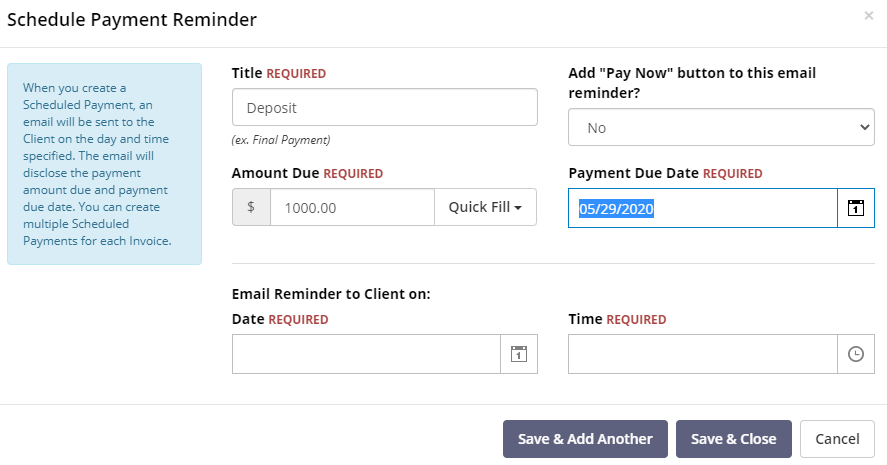 Schedule Payment Reminder
×
When you create a
Scheduled Payment, an
email will be sent to the
Client on the day and time
specified. The email will
disclose the payment
amount due and payment
due date. You can create
multiple Scheduled
Payments for each Invoice.
Title REQUIRED
Deposit
(ex. Final Payment)
Add "Pay Now" button to this email
reminder?
No
Amount Due REQUIRED
$ 1000.00 Quick Fill
Payment Due Date REQUIRED
05/29/2020
1
Email Reminder to Client on:
Date REQUIRED
1
Time REQUIRED
Save & Add Another
Save & Close
Cancel